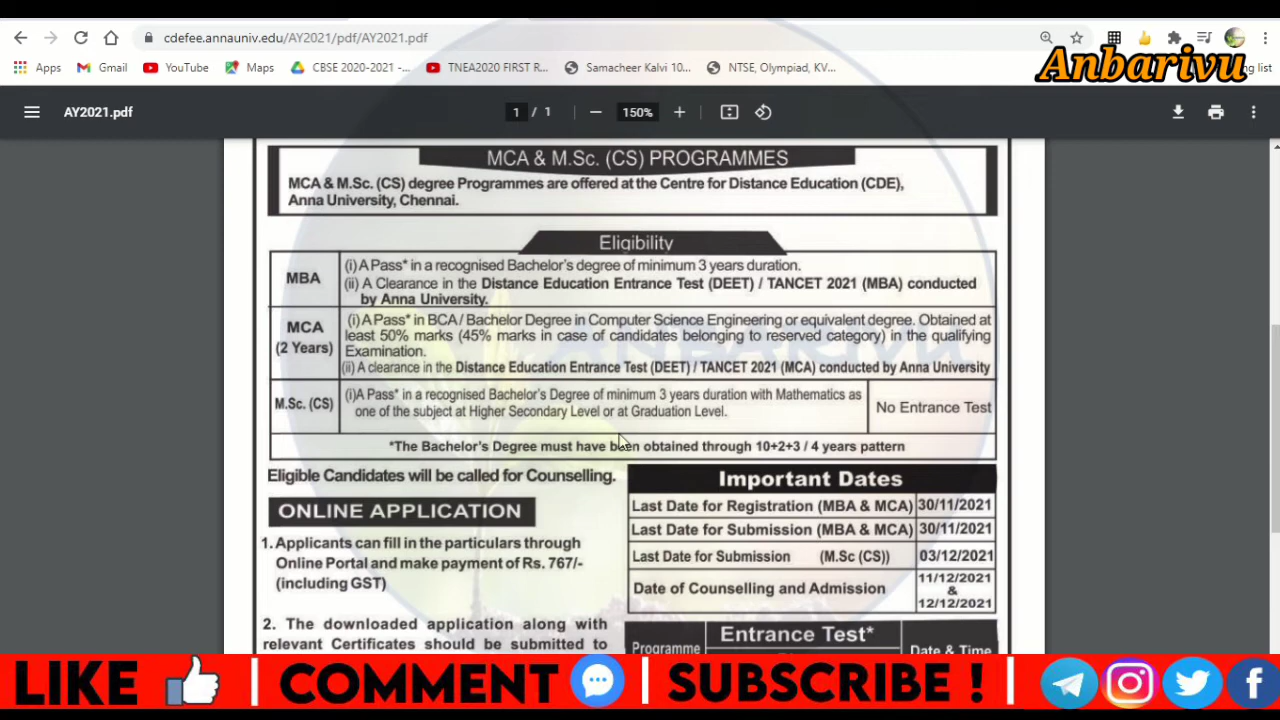 cdefee.annauniv.edu/AY2021/pdf/AY2021.pdf
Apps Gmail YouTube Maps CBSE 2020-2021 -... TNEA2020 FIRST R... Samacheer Kalvi 10... NTSE, Olympiad, KV...
Anbarivu
AY2021.pdf
1 / 1
150%
MCA & M.Sc. (CS) PROGRAMMES
MCA & M.Sc. (CS) degree Programmes are offered at the Centre for Distance Education (CDE),
Anna University, Chennai.
Eligibility
MBA
(i) A Pass* in a recognised Bachelor's degree of minimum 3 years duration.
(ii) A Clearance in the Distance Education Entrance Test (DEET) / TANCET 2021 (MBA) conducted
by Anna University.
MCA
(2 Years)
(i) A Pass* in BCA / Bachelor Degree in Computer Science Engineering or equivalent degree. Obtained at
least 50% marks (45% marks in case of candidates belonging to reserved category) in the qualifying
Examination.
(ii) A clearance in the Distance Education Entrance Test (DEET) / TANCET 2021 (MCA) conducted by Anna University
M.Sc. (CS)
(i)A Pass* in a recognised Bachelor's Degree of minimum 3 years duration with Mathematics as
one of the subject at Higher Secondary Level or at Graduation Level.
No Entrance Test
*The Bachelor's Degree must have been obtained through 10+2+3 / 4 years pattern
Eligible Candidates will be called for Counselling.
ONLINE APPLICATION
1. Applicants can fill in the particulars through
Online Portal and make payment of Rs. 767/-
(including GST)
2. The downloaded application along with
relevant Certificates should be submitted to
Important Dates
Last Date for Registration (MBA & MCA) 30/11/2021
Last Date for Submission (MBA & MCA) 30/11/2021
Last Date for Submission (M.Sc (CS)) 03/12/2021
Date of Counselling and Admission 11/12/2021
&
12/12/2021
Entrance Test*
Programme
Date & Time
LIKE | COMMENT | SUBSCRIBE ! |